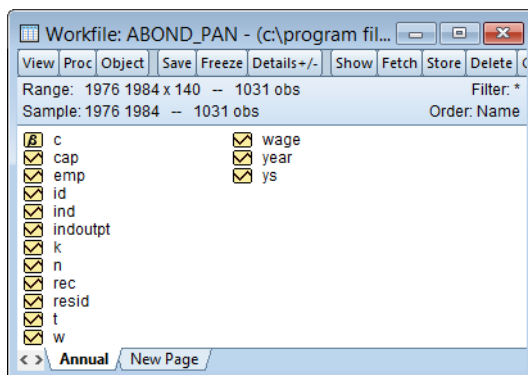 Workfile: ABOND_PAN - (c:\program fil...
View Proc Object Save Freeze Details+/- Show Fetch Store Delete
Range: 1976 1984 x 140 -- 1031 obs Filter: *
Sample: 1976 1984 -- 1031 obs Order: Name
β c
cap
emp
id
ind
indoutpt
k
n
rec
resid
t
w
wage
year
ys
< > Annual New Page